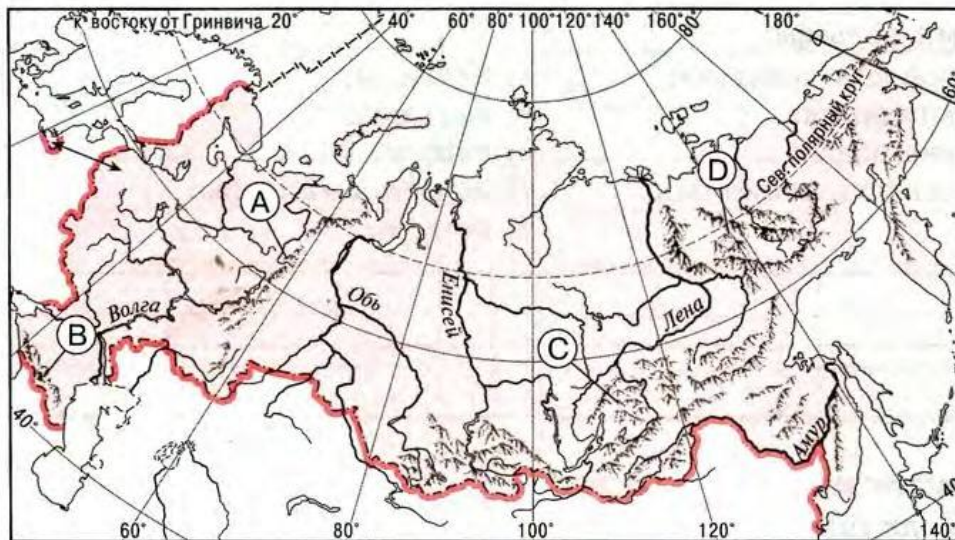 к востоку от Гринвича 20° 40° 60° 80° 100° 120° 140° 160° 80° 180°
60°
Сев. полярный круг
D
A
Волга
Обь
Енисей
Лена
B
C
Амур
40°
40
60° 80° 100° 120° 140°